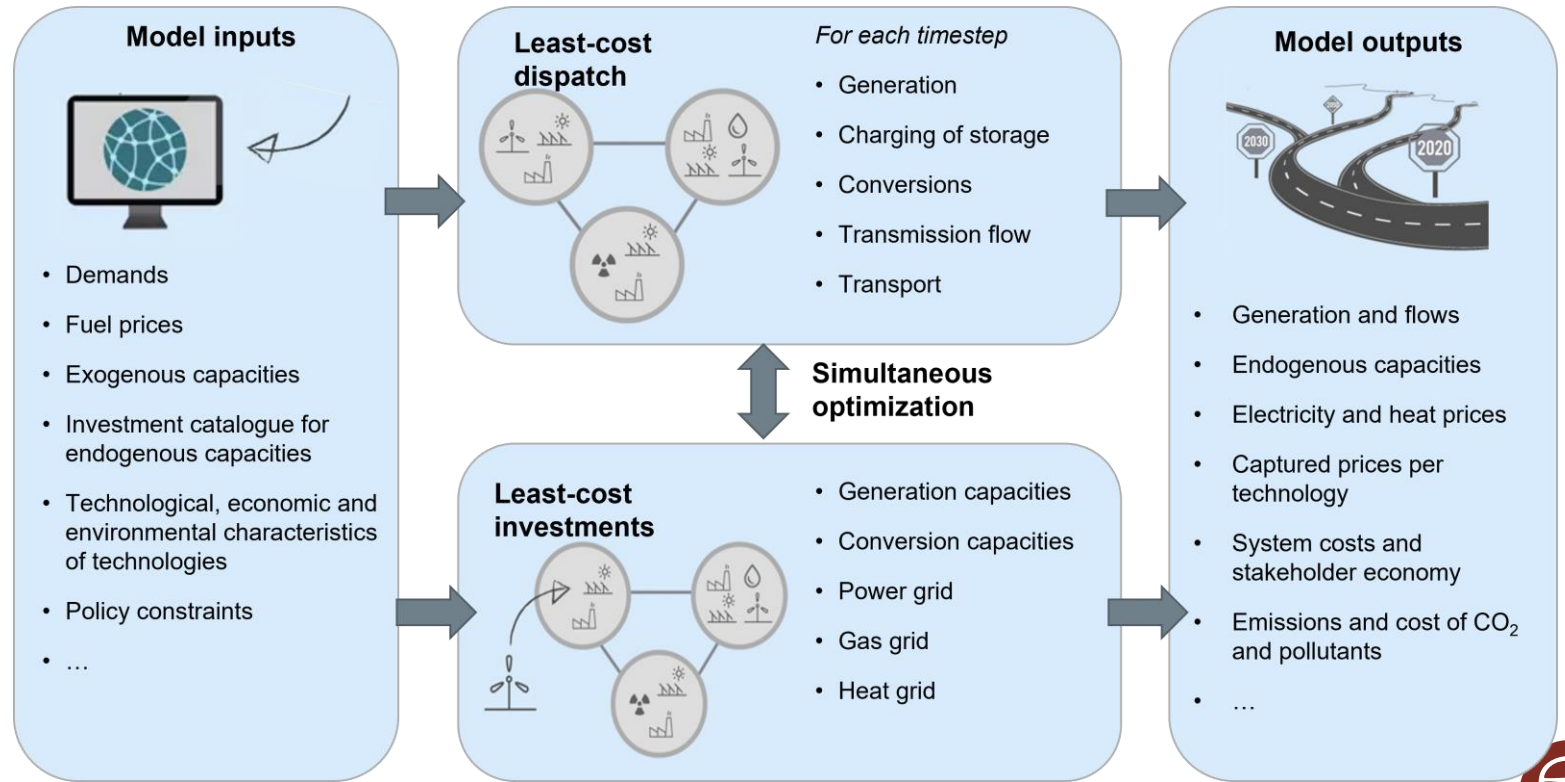 Model inputs
• Demands
• Fuel prices
• Exogenous capacities
• Investment catalogue for
endogenous capacities
• Technological, economic and
environmental characteristics
of technologies
• Policy constraints
• …
Least-cost
dispatch
For each timestep
• Generation
• Charging of storage
• Conversions
• Transmission flow
• Transport
Simultaneous
optimization
Least-cost
investments
• Generation capacities
• Conversion capacities
• Power grid
• Gas grid
• Heat grid
Model outputs
2030
2020
• Generation and flows
• Endogenous capacities
• Electricity and heat prices
• Captured prices per
technology
• System costs and
stakeholder economy
• Emissions and cost of CO₂
and pollutants
• …